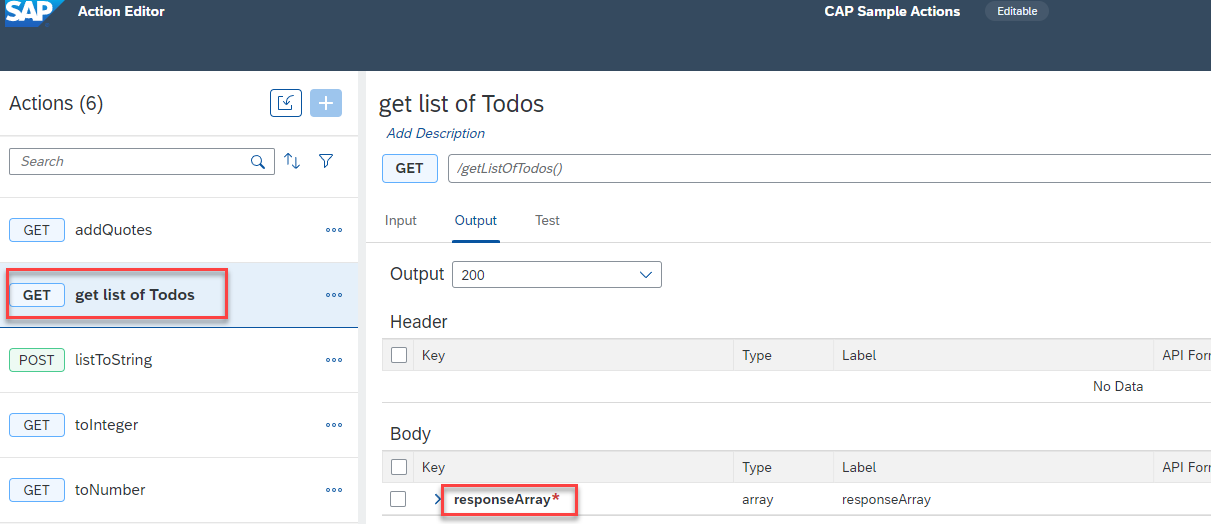 SAP Action Editor CAP Sample Actions Editable
Actions (6)
Search
GET addQuotes
GET get list of Todos
POST listToString
GET toInteger
GET toNumber
get list of Todos
Add Description
GET /getListOfTodos()
Input Output Test
Output 200
Header
Key Type Label API For
No Data
Body
Key Type Label API For
responseArray* array responseArray